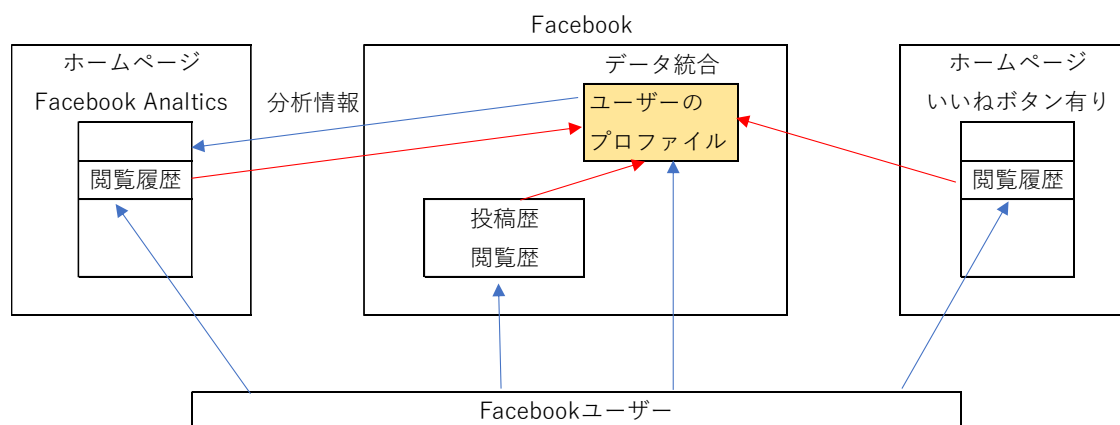 Facebook
ホームページ
Facebook Analtics
閲覧履歴
分析情報
データ統合
ユーザーの
プロファイル
投稿歴
閲覧歴
ホームページ
いいねボタン有り
閲覧履歴
Facebookユーザー